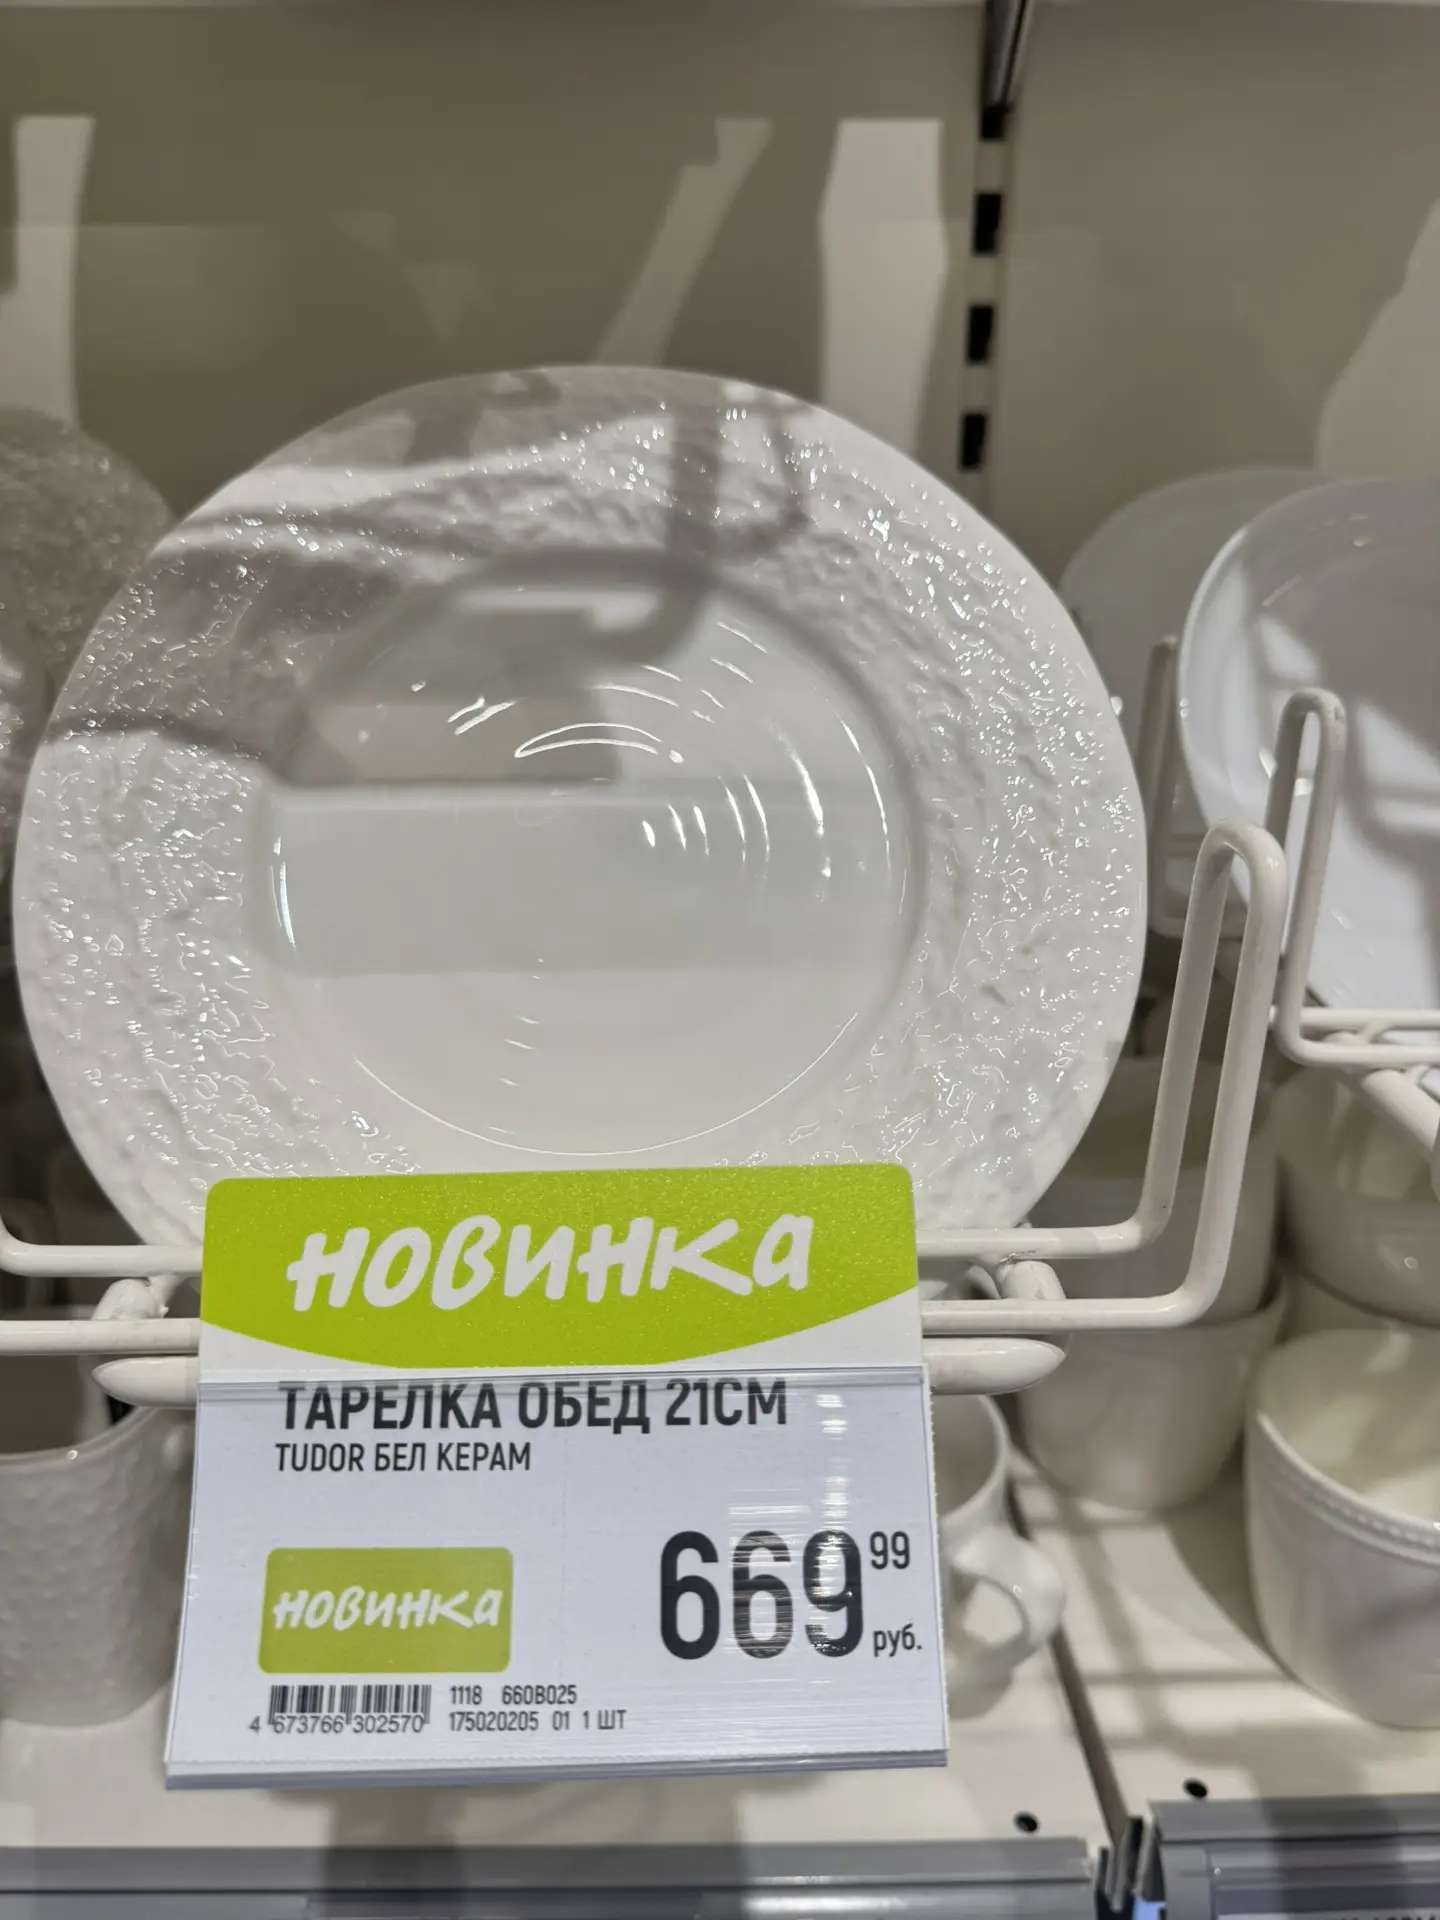 новинка
ТАРЕЛКА ОБЕД 21СМ
TUDOR БЕЛ КЕРАМ
новинка
669 99 руб.
1118 660В025
4 673766 302570 175020205 01 1 ШТ